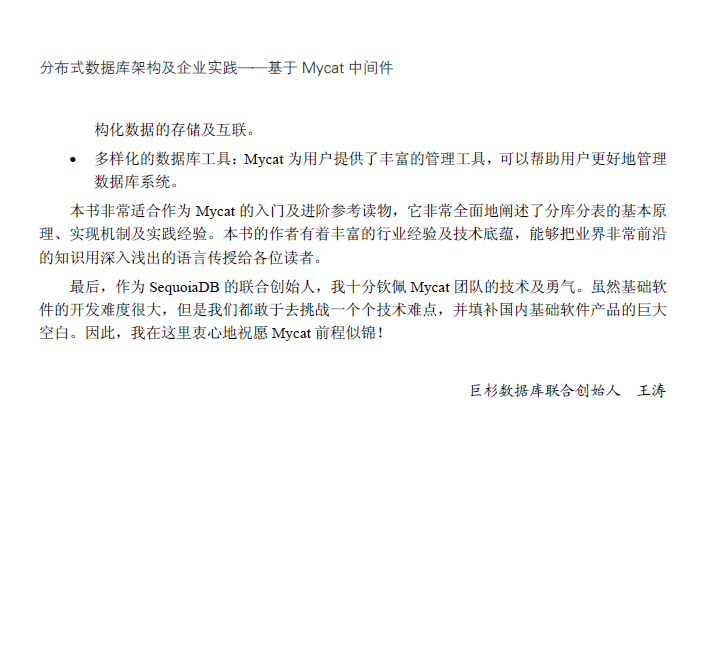 分布式数据库架构及企业实践——基于 Mycat 中间件
构化数据的存储及互联。
• 多样化的数据库工具：Mycat 为用户提供了丰富的管理工具，可以帮助用户更好地管理
数据库系统。
本书非常适合作为 Mycat 的入门及进阶参考读物，它非常全面地阐述了分库分表的基本原
理、实现机制及实践经验。本书的作者有着丰富的行业经验及技术底蕴，能够把业界非常前沿
的知识用深入浅出的语言传授给各位读者。
最后，作为 SequoiaDB 的联合创始人，我十分钦佩 Mycat 团队的技术及勇气。虽然基础软
件的开发难度很大，但是我们都敢于去挑战一个个技术难点，并填补国内基础软件产品的巨大
空白。因此，我在这里衷心地祝愿 Mycat 前程似锦！
巨杉数据库联合创始人 王涛